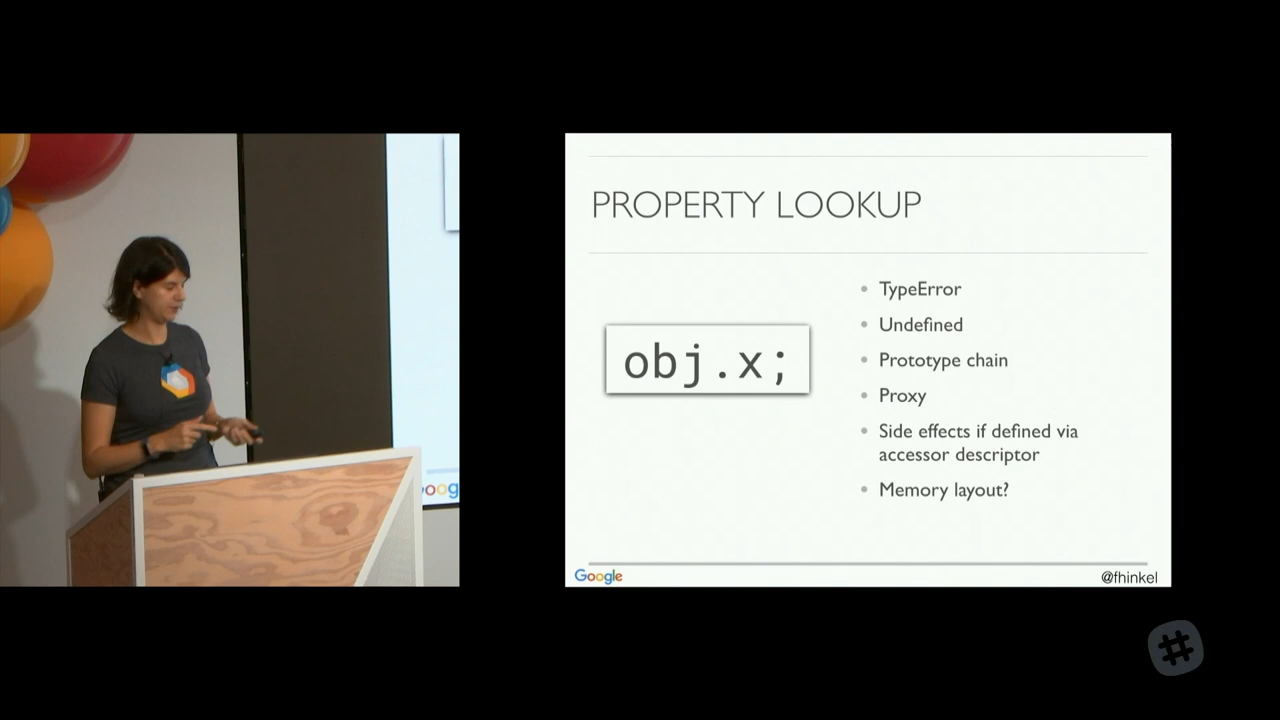 PROPERTY LOOKUP
obj.x;
TypeError
Undefined
Prototype chain
Proxy
Side effects if defined via
accessor descriptor
Memory layout?
Google
@fhinkel
oog